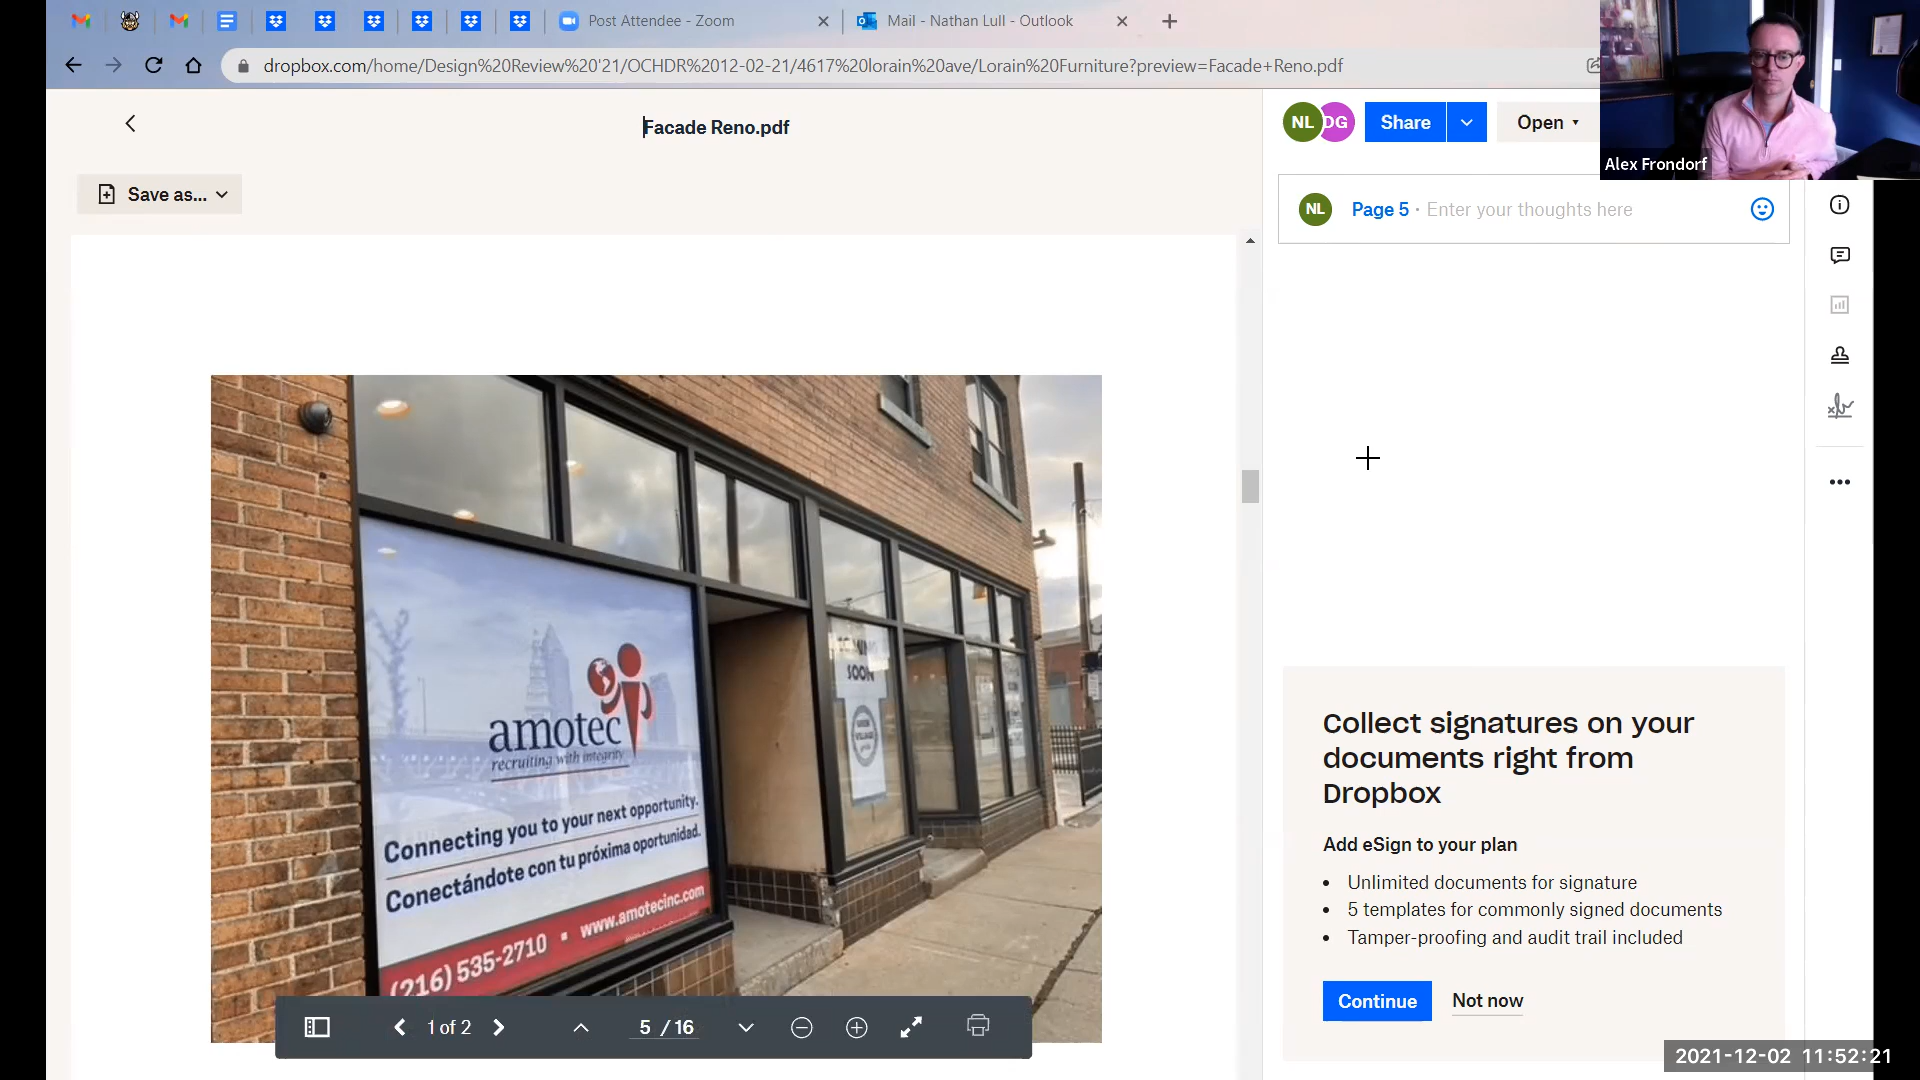 Post Attendee - Zoom
Mail - Nathan Lull - Outlook
dropbox.com/home/Design%20Review%20'21/OCHDR%2012-02-21/4617%20lorain%20ave/Lorain%20Furniture?preview=Facade+Reno.pdf
Facade Reno.pdf
NL
DG
Share
Open
Alex Frondorf
Save as...
NL
Page 5 · Enter your thoughts here
SOON
amotec
recruiting with integrity
Connecting you to your next opportunity.
Conectándote con tu próxima oportunidad.
(216) 535-2710 ▪ www.amotecinc.com
Collect signatures on your
documents right from
Dropbox
Add eSign to your plan
• Unlimited documents for signature
• 5 templates for commonly signed documents
• Tamper-proofing and audit trail included
Continue
Not now
1 of 2
5 / 16
2021-12-02 11:52:21